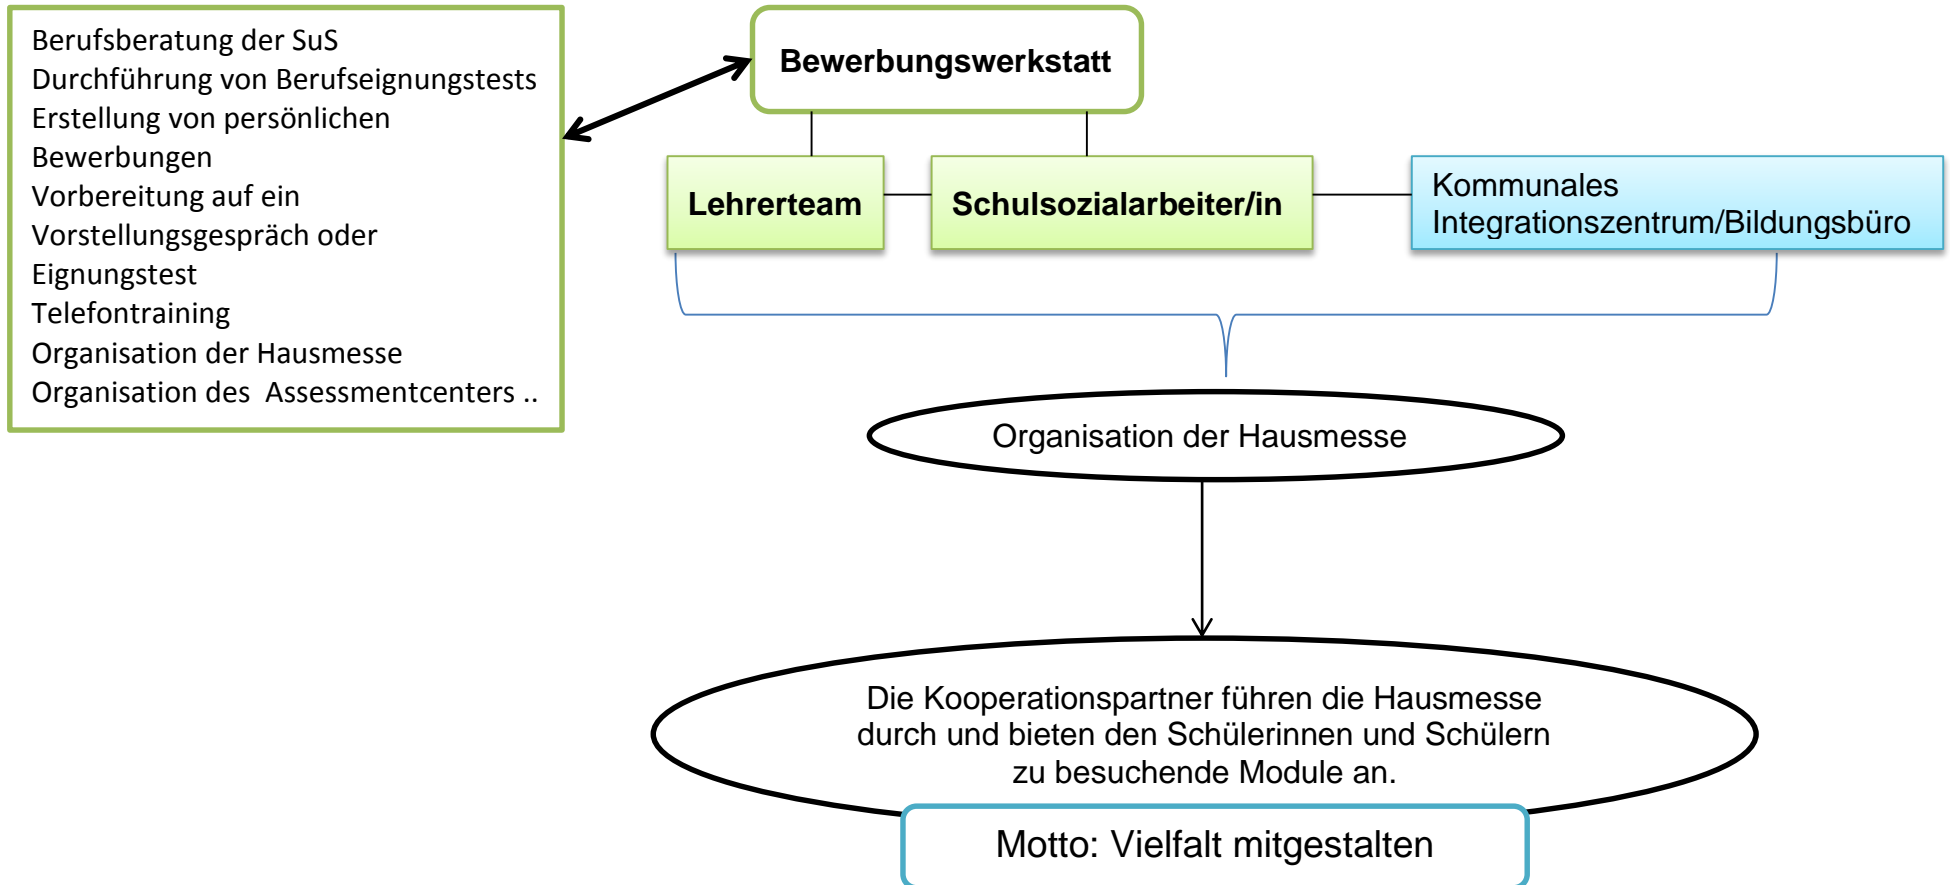 Berufsberatung der SuS
Durchführung von Berufseignungstests
Erstellung von persönlichen
Bewerbungen
Vorbereitung auf ein
Vorstellungsgespräch oder
Eignungstest
Telefontraining
Organisation der Hausmesse
Organisation des  Assessmentcenters ..
Bewerbungswerkstatt
Lehrerteam
Schulsozialarbeiter/in
Kommunales
Integrationszentrum/Bildungsbüro
Organisation der Hausmesse
Die Kooperationspartner führen die Hausmesse
durch und bieten den Schülerinnen und Schülern
zu besuchende Module an.
Motto: Vielfalt mitgestalten